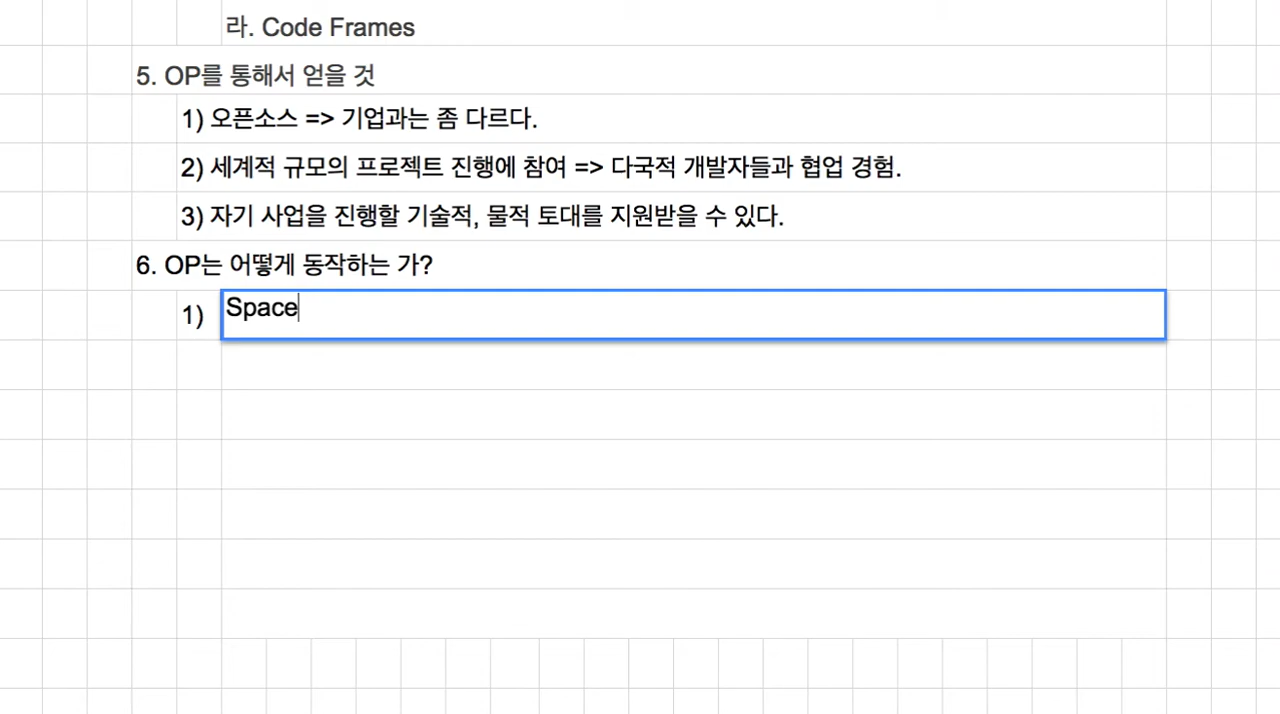 라. Code Frames
5. OP를 통해서 얻을 것
1) 오픈소스 => 기업과는 좀 다르다.
2) 세계적 규모의 프로젝트 진행에 참여 => 다국적 개발자들과 협업 경험.
3) 자기 사업을 진행할 기술적, 물적 토대를 지원받을 수 있다.
6. OP는 어떻게 동작하는 가?
1) Space